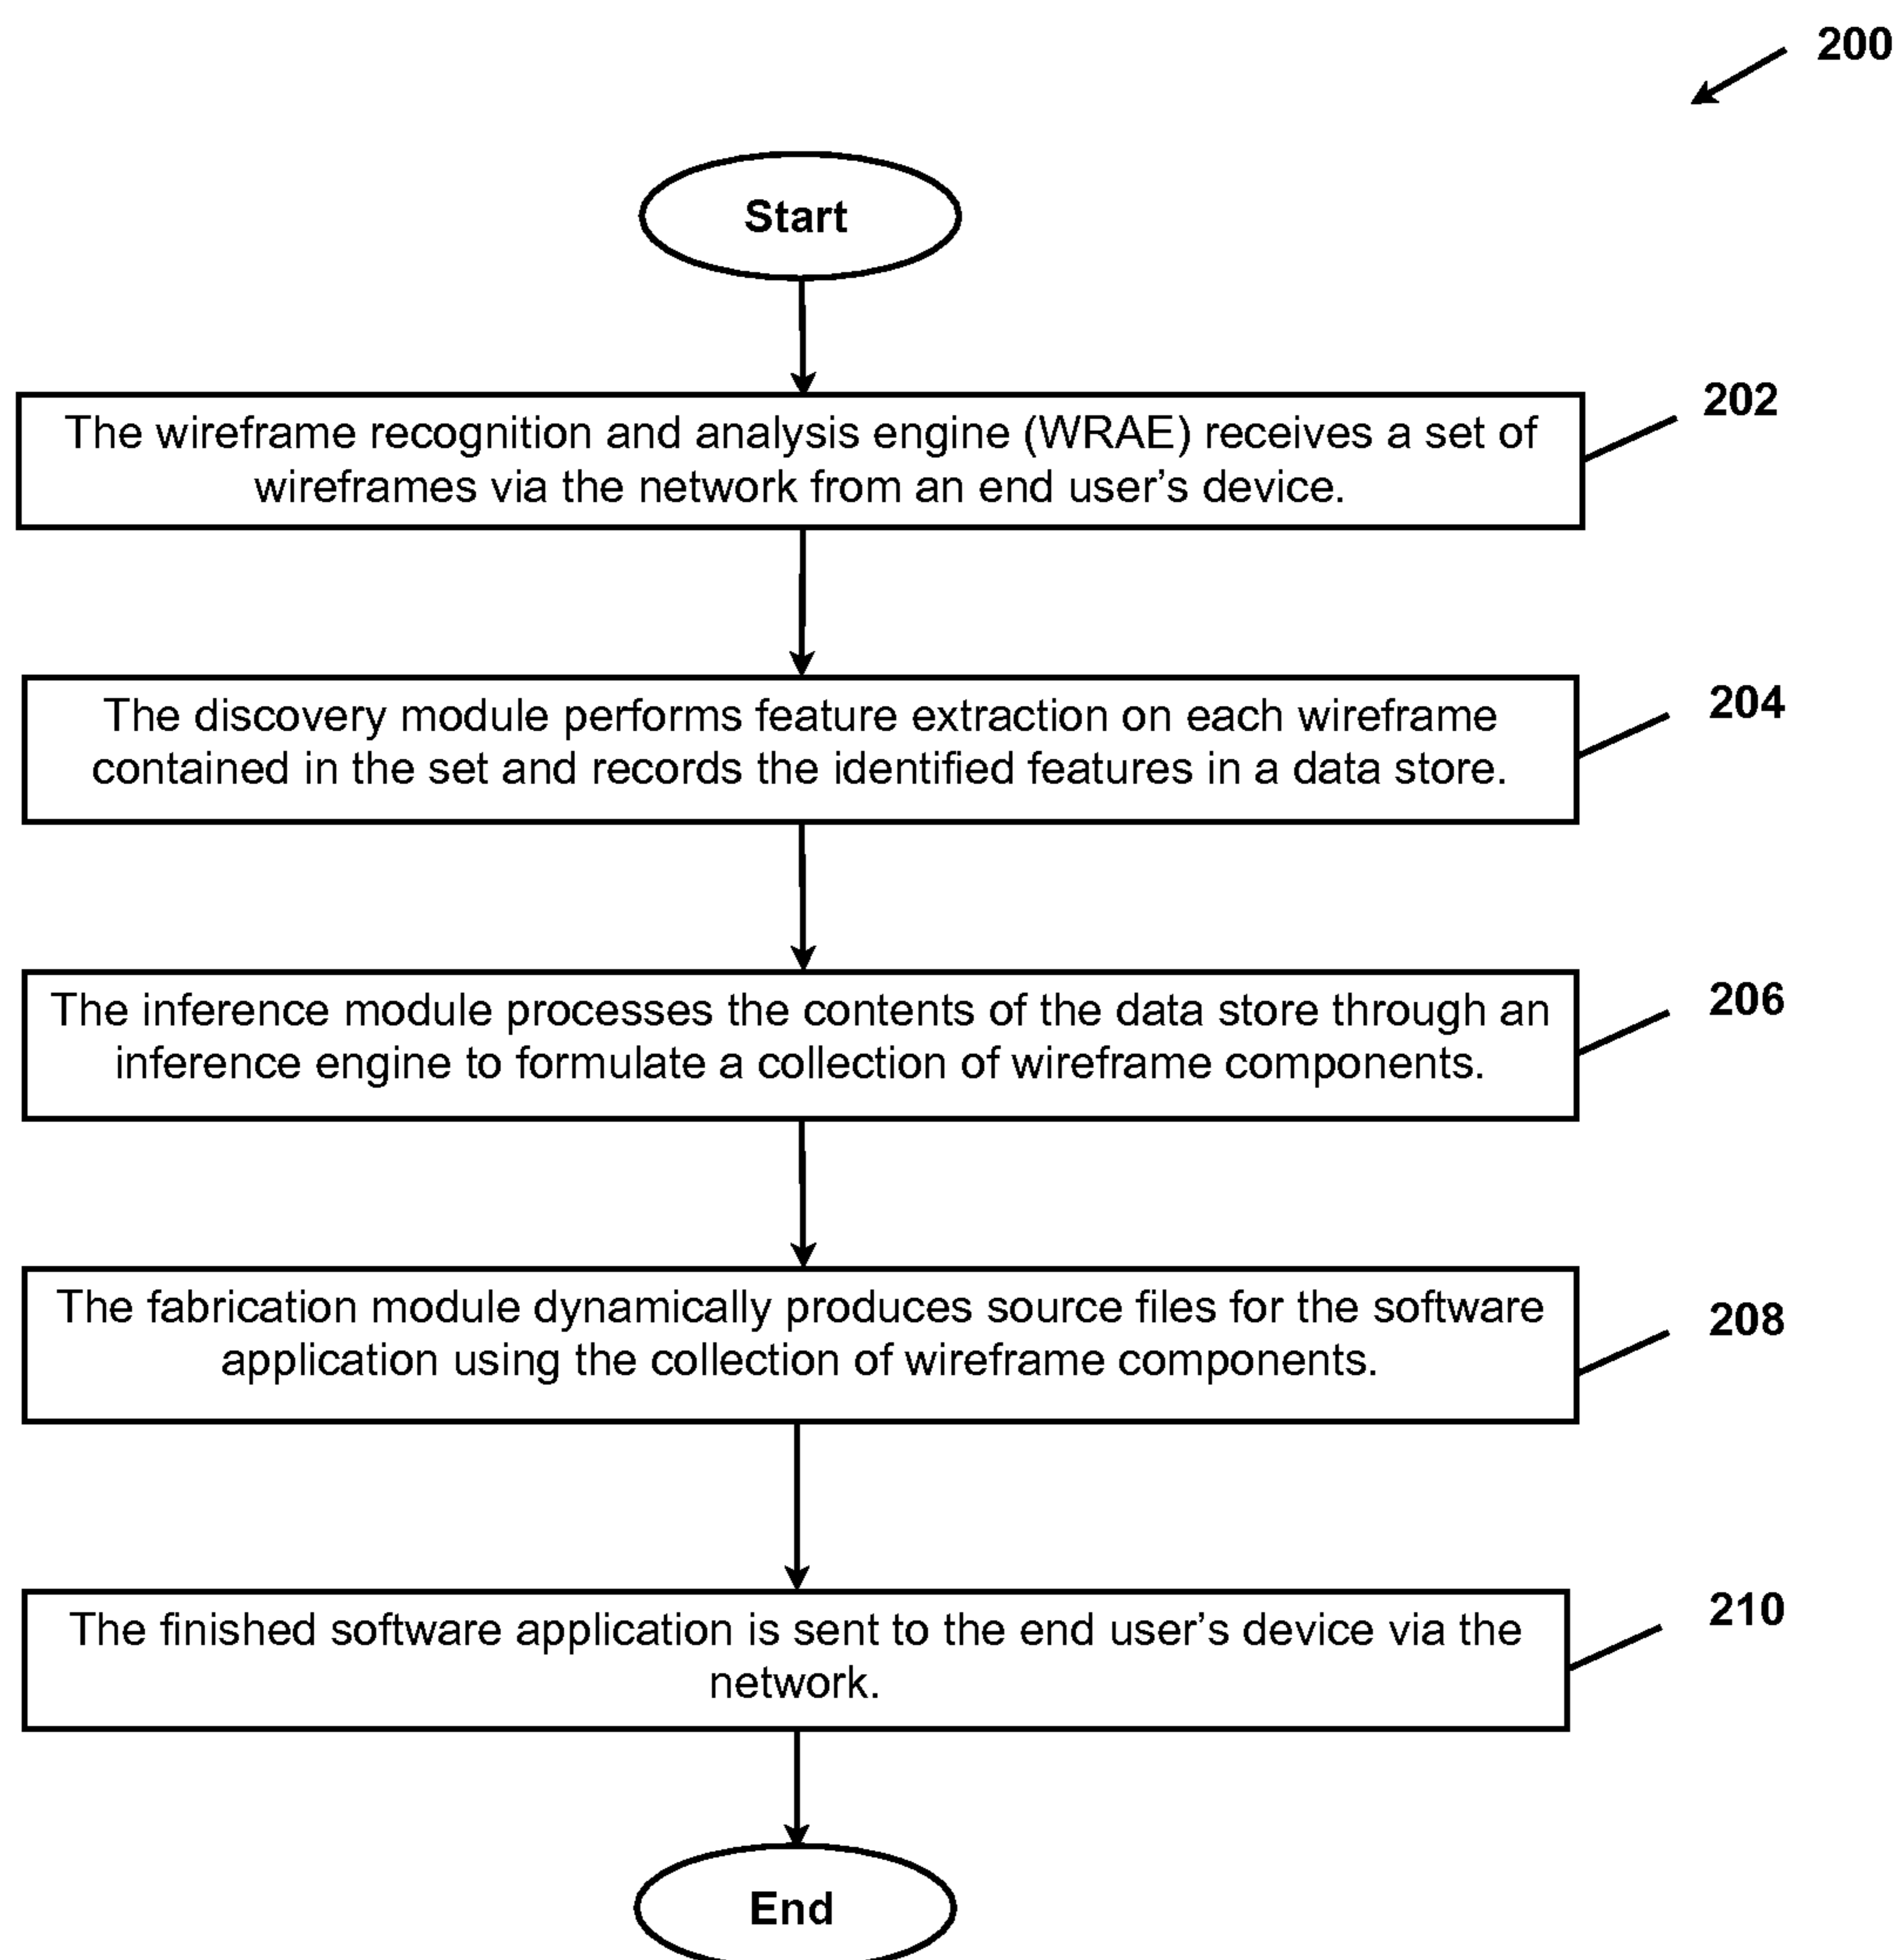 200
Start
The wireframe recognition and analysis engine (WRAE) receives a set of
wireframes via the network from an end user’s device.
202
The discovery module performs feature extraction on each wireframe
contained in the set and records the identified features in a data store.
204
The inference module processes the contents of the data store through an
inference engine to formulate a collection of wireframe components.
206
The fabrication module dynamically produces source files for the software
application using the collection of wireframe components.
208
The finished software application is sent to the end user’s device via the
network.
210
End